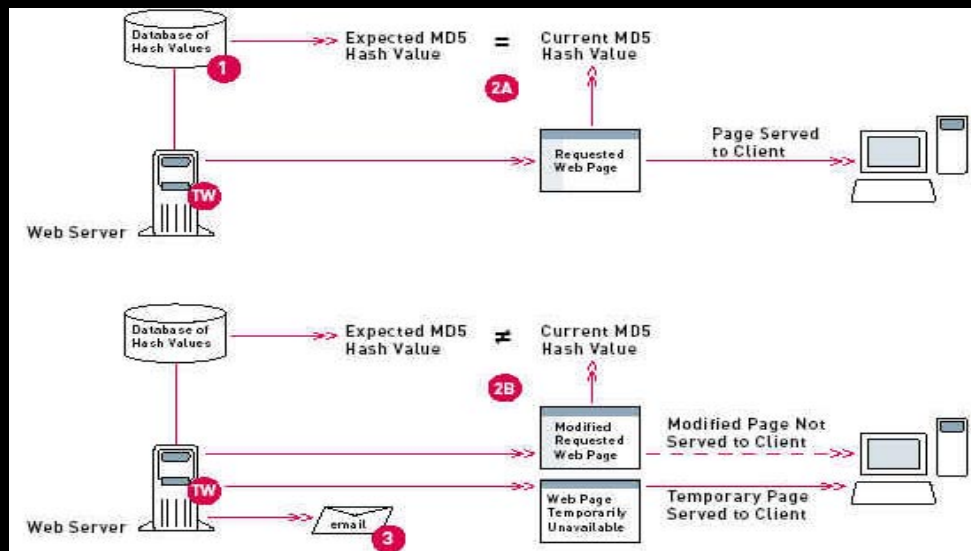 Database of
Hash Values
1
Expected MD5
Hash Value
=
Current MD5
Hash Value
2A
Requested
Web Page
Page Served
to Client
TW
Web Server
Database of
Hash Values
Expected MD5
Hash Value
≠
Current MD5
Hash Value
2B
Modified
Requested
Web Page
Modified Page Not
Served to Client
TW
Web Server
email
3
Web Page
Temporarily
Unavailable
Temporary Page
Served to Client